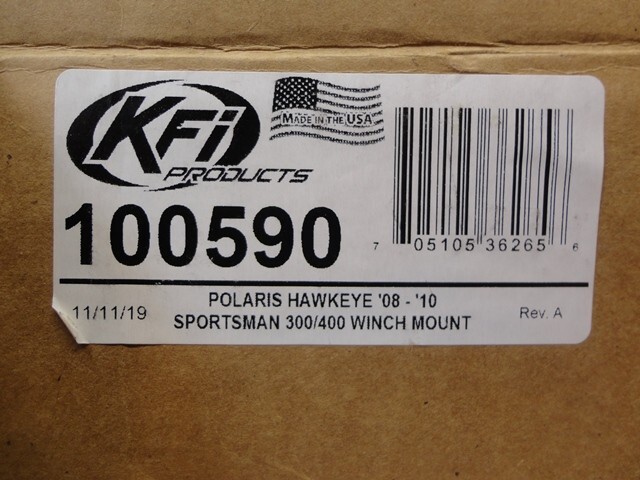 KFi
PRODUCTS
MADE IN THE USA
100590
7 05105 36265 6
11/11/19
POLARIS HAWKEYE '08 - '10
SPORTSMAN 300/400 WINCH MOUNT
Rev. A